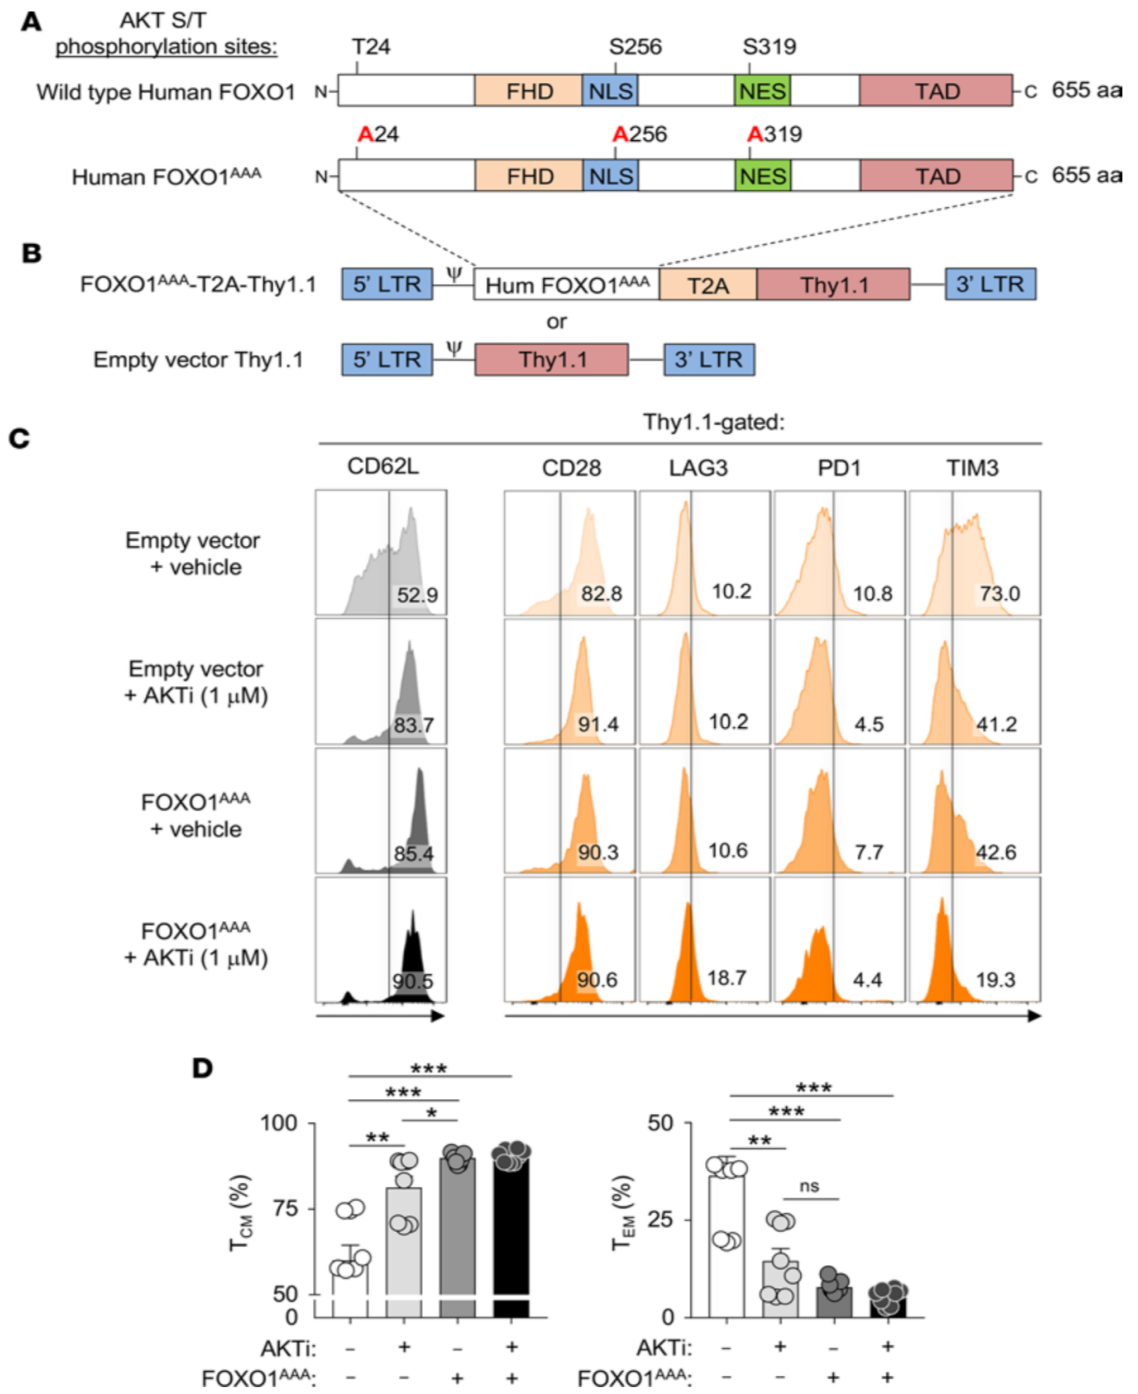 A
AKT S/T
phosphorylation sites:
T24 S256 S319
Wild type Human FOXO1 N FHD NLS NES TAD C 655 aa
A24 A256 A319
Human FOXO1AAA N FHD NLS NES TAD C 655 aa
B
FOXO1AAA-T2A-Thy1.1 5' LTR ψ Hum FOXO1AAA T2A Thy1.1 3' LTR
or
Empty vector Thy1.1 5' LTR ψ Thy1.1 3' LTR
C
Thy1.1-gated:
CD62L CD28 LAG3 PD1 TIM3
Empty vector
+ vehicle
52.9 82.8 10.2 10.8 73.0
Empty vector
+ AKTi (1 μM)
83.7 91.4 10.2 4.5 41.2
FOXO1AAA
+ vehicle
85.4 90.3 10.6 7.7 42.6
FOXO1AAA
+ AKTi (1 μM)
90.5 90.6 18.7 4.4 19.3
D
TCM (%)
100
75
50
0
***
***
*
**
AKTi: - + - +
FOXO1AAA: - - + +
TEM (%)
50
25
0
***
***
**
ns
AKTi: - + - +
FOXO1AAA: - - + +